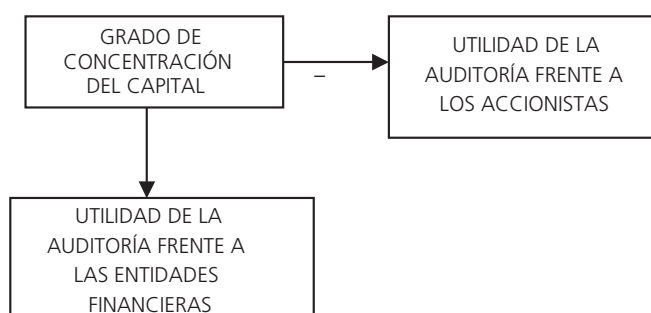 GRADO DE
CONCENTRACIÓN
DEL CAPITAL
–
UTILIDAD DE LA
AUDITORÍA FRENTE A
LOS ACCIONISTAS
UTILIDAD DE LA
AUDITORÍA FRENTE A
LAS ENTIDADES
FINANCIERAS